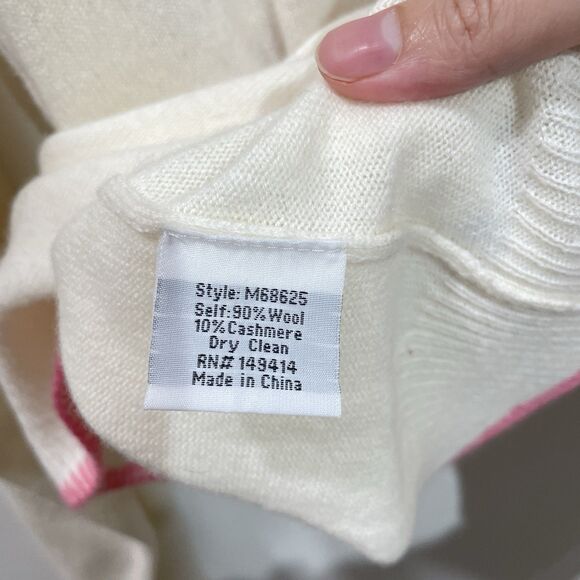 Style: M68625
Self:90%Wool
10%Cashmere
Dry Clean
RN# 149414
Made in China